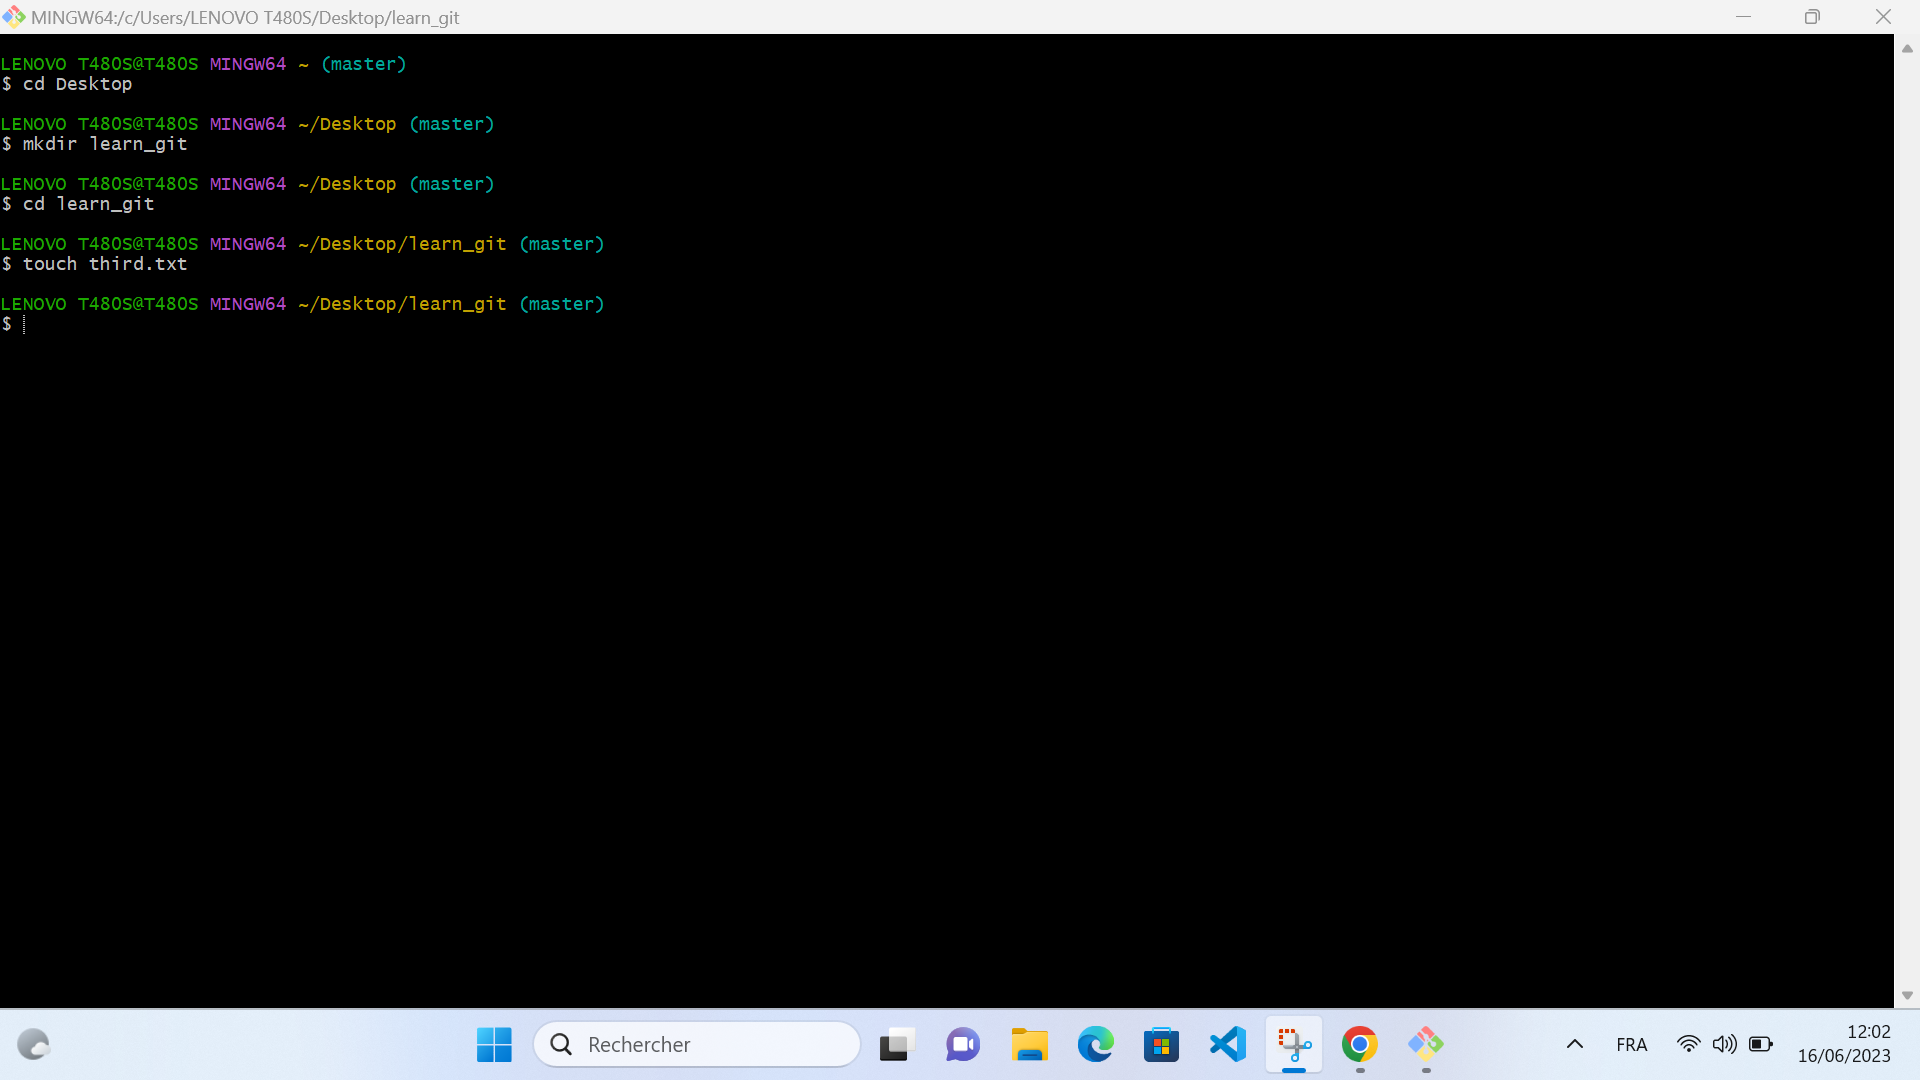 MINGW64:/c/Users/LENOVO T480S/Desktop/learn_git
LENOVO T480S@T480S MINGW64 ~ (master)
$ cd Desktop
LENOVO T480S@T480S MINGW64 ~/Desktop (master)
$ mkdir learn_git
LENOVO T480S@T480S MINGW64 ~/Desktop (master)
$ cd learn_git
LENOVO T480S@T480S MINGW64 ~/Desktop/learn_git (master)
$ touch third.txt
LENOVO T480S@T480S MINGW64 ~/Desktop/learn_git (master)
$
Rechercher
FRA
12:02
16/06/2023